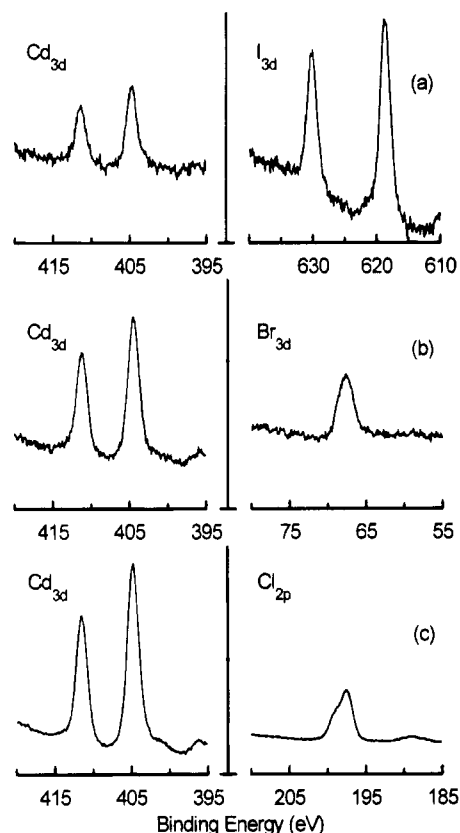 Cd3d I3d (a)
415 405 395 630 620 610
Cd3d Br3d (b)
415 405 395 75 65 55
Cd3d Cl2p (c)
415 405 395 205 195 185
Binding Energy (eV)